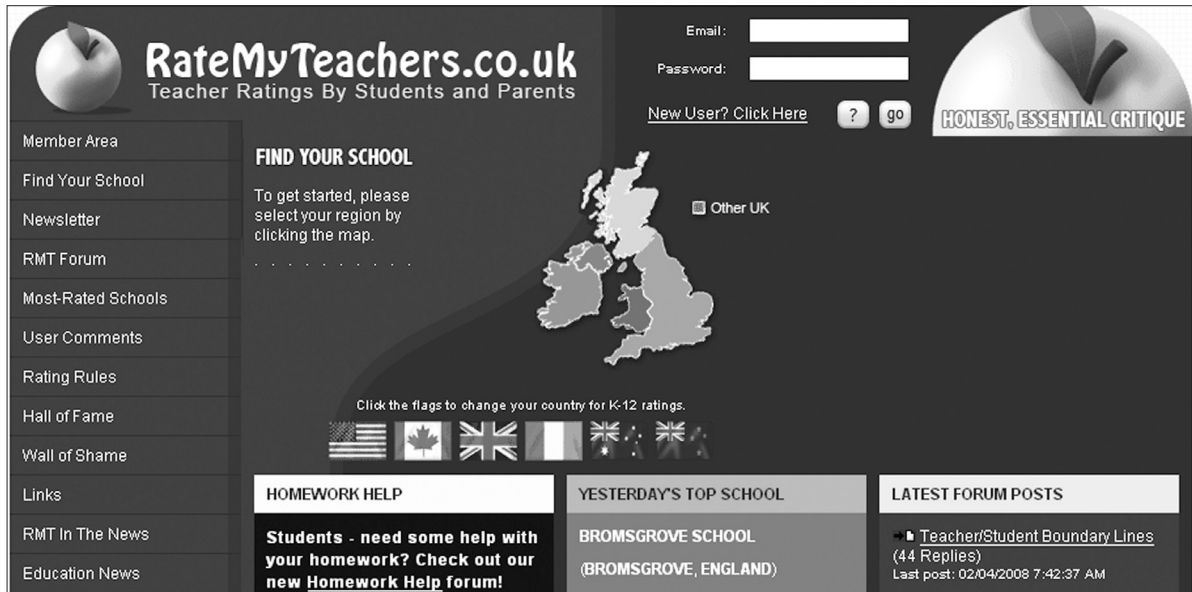 RateMyTeachers.co.uk
Teacher Ratings By Students and Parents
Email:
Password:
New User? Click Here
?
go
HONEST, ESSENTIAL CRITIQUE
Member Area
Find Your School
Newsletter
RMT Forum
Most-Rated Schools
User Comments
Rating Rules
Hall of Fame
Wall of Shame
Links
RMT In The News
Education News
FIND YOUR SCHOOL
To get started, please
select your region by
clicking the map.
. . . . . . . . . .
Other UK
Click the flags to change your country for K-12 ratings.
HOMEWORK HELP
Students - need some help with
your homework? Check out our
new Homework Help forum!
YESTERDAY'S TOP SCHOOL
BROMSGROVE SCHOOL
(BROMSGROVE, ENGLAND)
LATEST FORUM POSTS
Teacher/Student Boundary Lines
(44 Replies)
Last post: 02/04/2008 7:42:37 AM